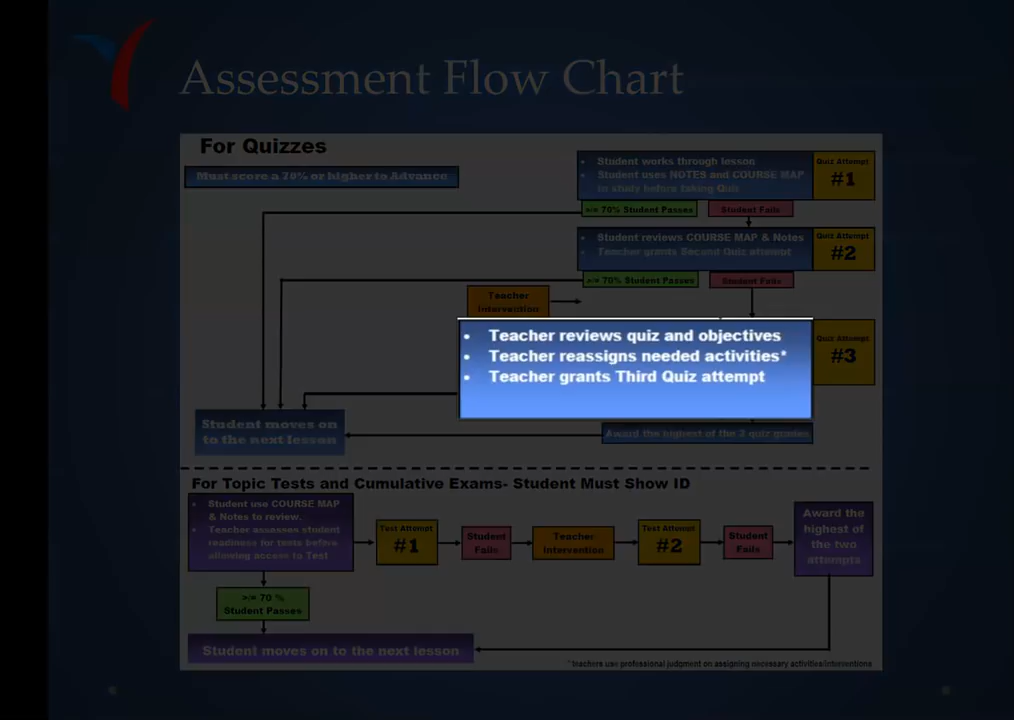 Assessment Flow Chart
For Quizzes
Must score a 70% or higher to Advance
• Student works through lesson
• Student uses NOTES and COURSE MAP
to study before taking Quiz
Quiz Attempt
#1
>/= 70% Student Passes
Student Fails
• Student reviews COURSE MAP & Notes
• Teacher grants Second Quiz attempt
Quiz Attempt
#2
>/= 70% Student Passes
Student Fails
Teacher
Intervention
• Teacher reviews quiz and objectives
• Teacher reassigns needed activities*
• Teacher grants Third Quiz attempt
Quiz Attempt
#3
Student moves on
to the next lesson
Award the highest of the 3 quiz grades
For Topic Tests and Cumulative Exams- Student Must Show ID
• Student use COURSE MAP
& Notes to review.
• Teacher assesses student
readiness for tests before
allowing access to Test
Test Attempt
#1
Student
Fails
Teacher
Intervention
Test Attempt
#2
Student
Fails
Award the
highest of
the two
attempts
>/= 70 %
Student Passes
Student moves on to the next lesson
*teachers use professional judgment on assigning necessary activities/interventions